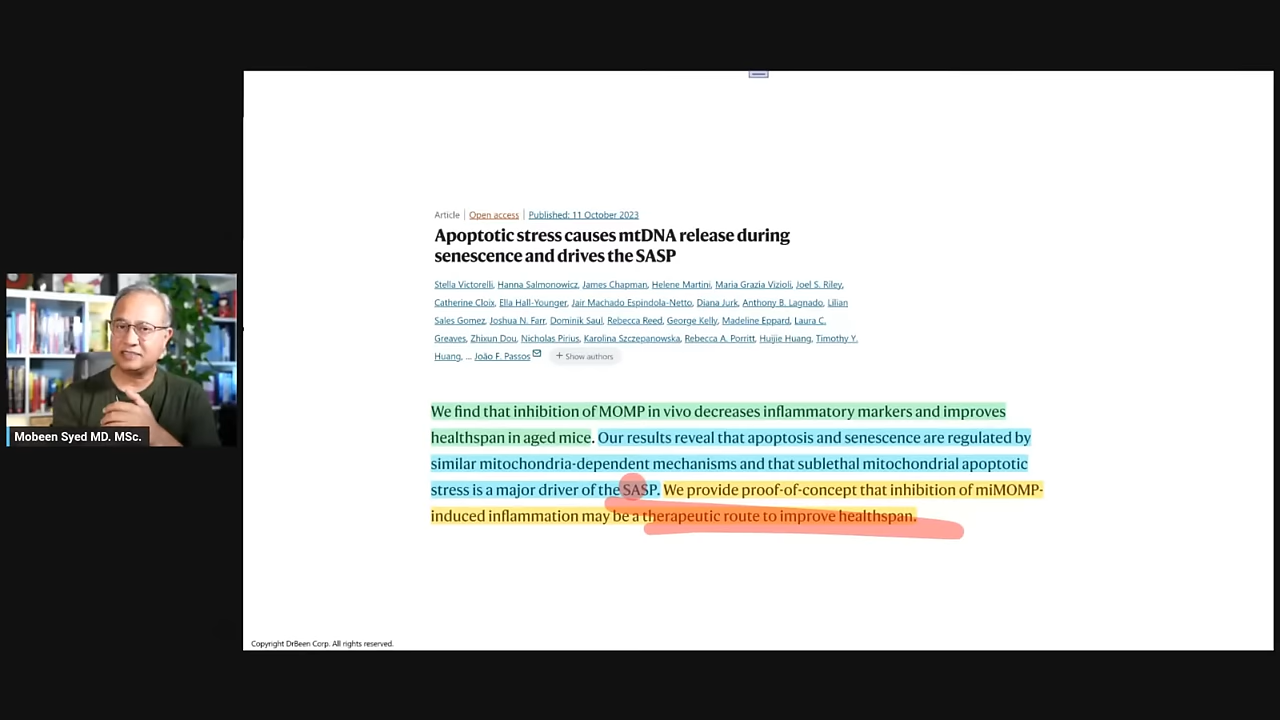 Article | Open access | Published: 11 October 2023
Apoptotic stress causes mtDNA release during
senescence and drives the SASP
Stella Victorelli, Hanna Salmonowicz, James Chapman, Helene Martini, Maria Grazia Vizioli, Joel S. Riley,
Catherine Cloix, Ella Hall-Younger, Jair Machado Espindola-Netto, Diana Jurk, Anthony B. Lagnado, Lilian
Sales Gomez, Joshua N. Farr, Dominik Saul, Rebecca Reed, George Kelly, Madeline Eppard, Laura C.
Greaves, Zhixun Dou, Nicholas Pirius, Karolina Szczepanowska, Rebecca A. Porritt, Huijie Huang, Timothy Y.
Huang, ... João F. Passos + Show authors
We find that inhibition of MOMP in vivo decreases inflammatory markers and improves
healthspan in aged mice. Our results reveal that apoptosis and senescence are regulated by
similar mitochondria-dependent mechanisms and that sublethal mitochondrial apoptotic
stress is a major driver of the SASP. We provide proof-of-concept that inhibition of miMOMP-
induced inflammation may be a therapeutic route to improve healthspan.
Mobeen Syed MD. MSc.
Copyright DrBeen Corp. All rights reserved.